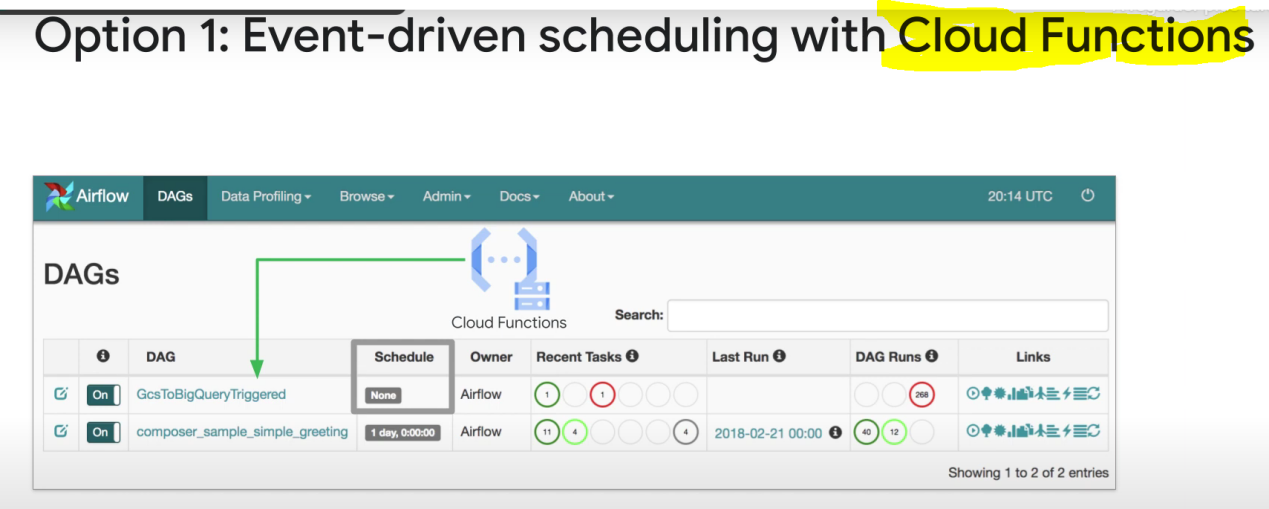 Option 1: Event-driven scheduling with Cloud Functions
Airflow DAGs Data Profiling Browse Admin Docs About 20:14 UTC
DAGs
Cloud Functions
Search:
DAG Schedule Owner Recent Tasks Last Run DAG Runs Links
On GcsToBigQueryTriggered None Airflow 1 1 268
On composer_sample_simple_greeting 1 day, 0:00:00 Airflow 11 4 4 2018-02-21 00:00 40 12
Showing 1 to 2 of 2 entries